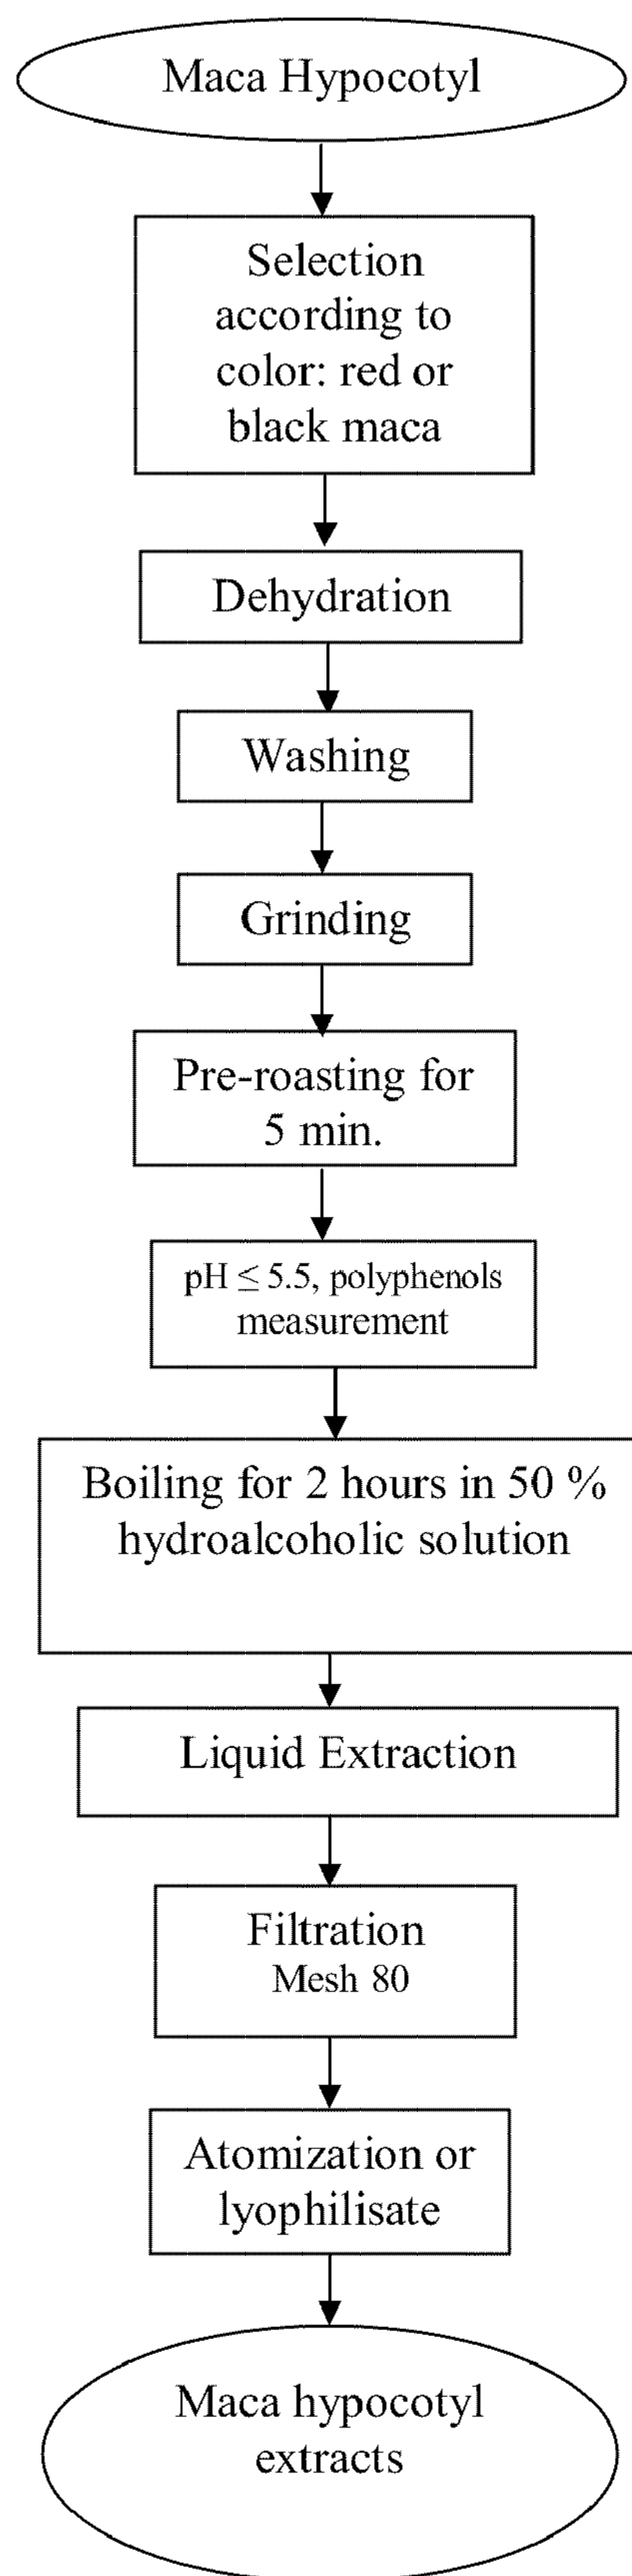 Maca Hypocotyl
Selection
according to
color: red or
black maca
Dehydration
Washing
Grinding
Pre-roasting for
5 min.
pH ≤ 5.5, polyphenols
measurement
Boiling for 2 hours in 50 %
hydroalcoholic solution
Liquid Extraction
Filtration
Mesh 80
Atomization or
lyophilisate
Maca hypocotyl
extracts